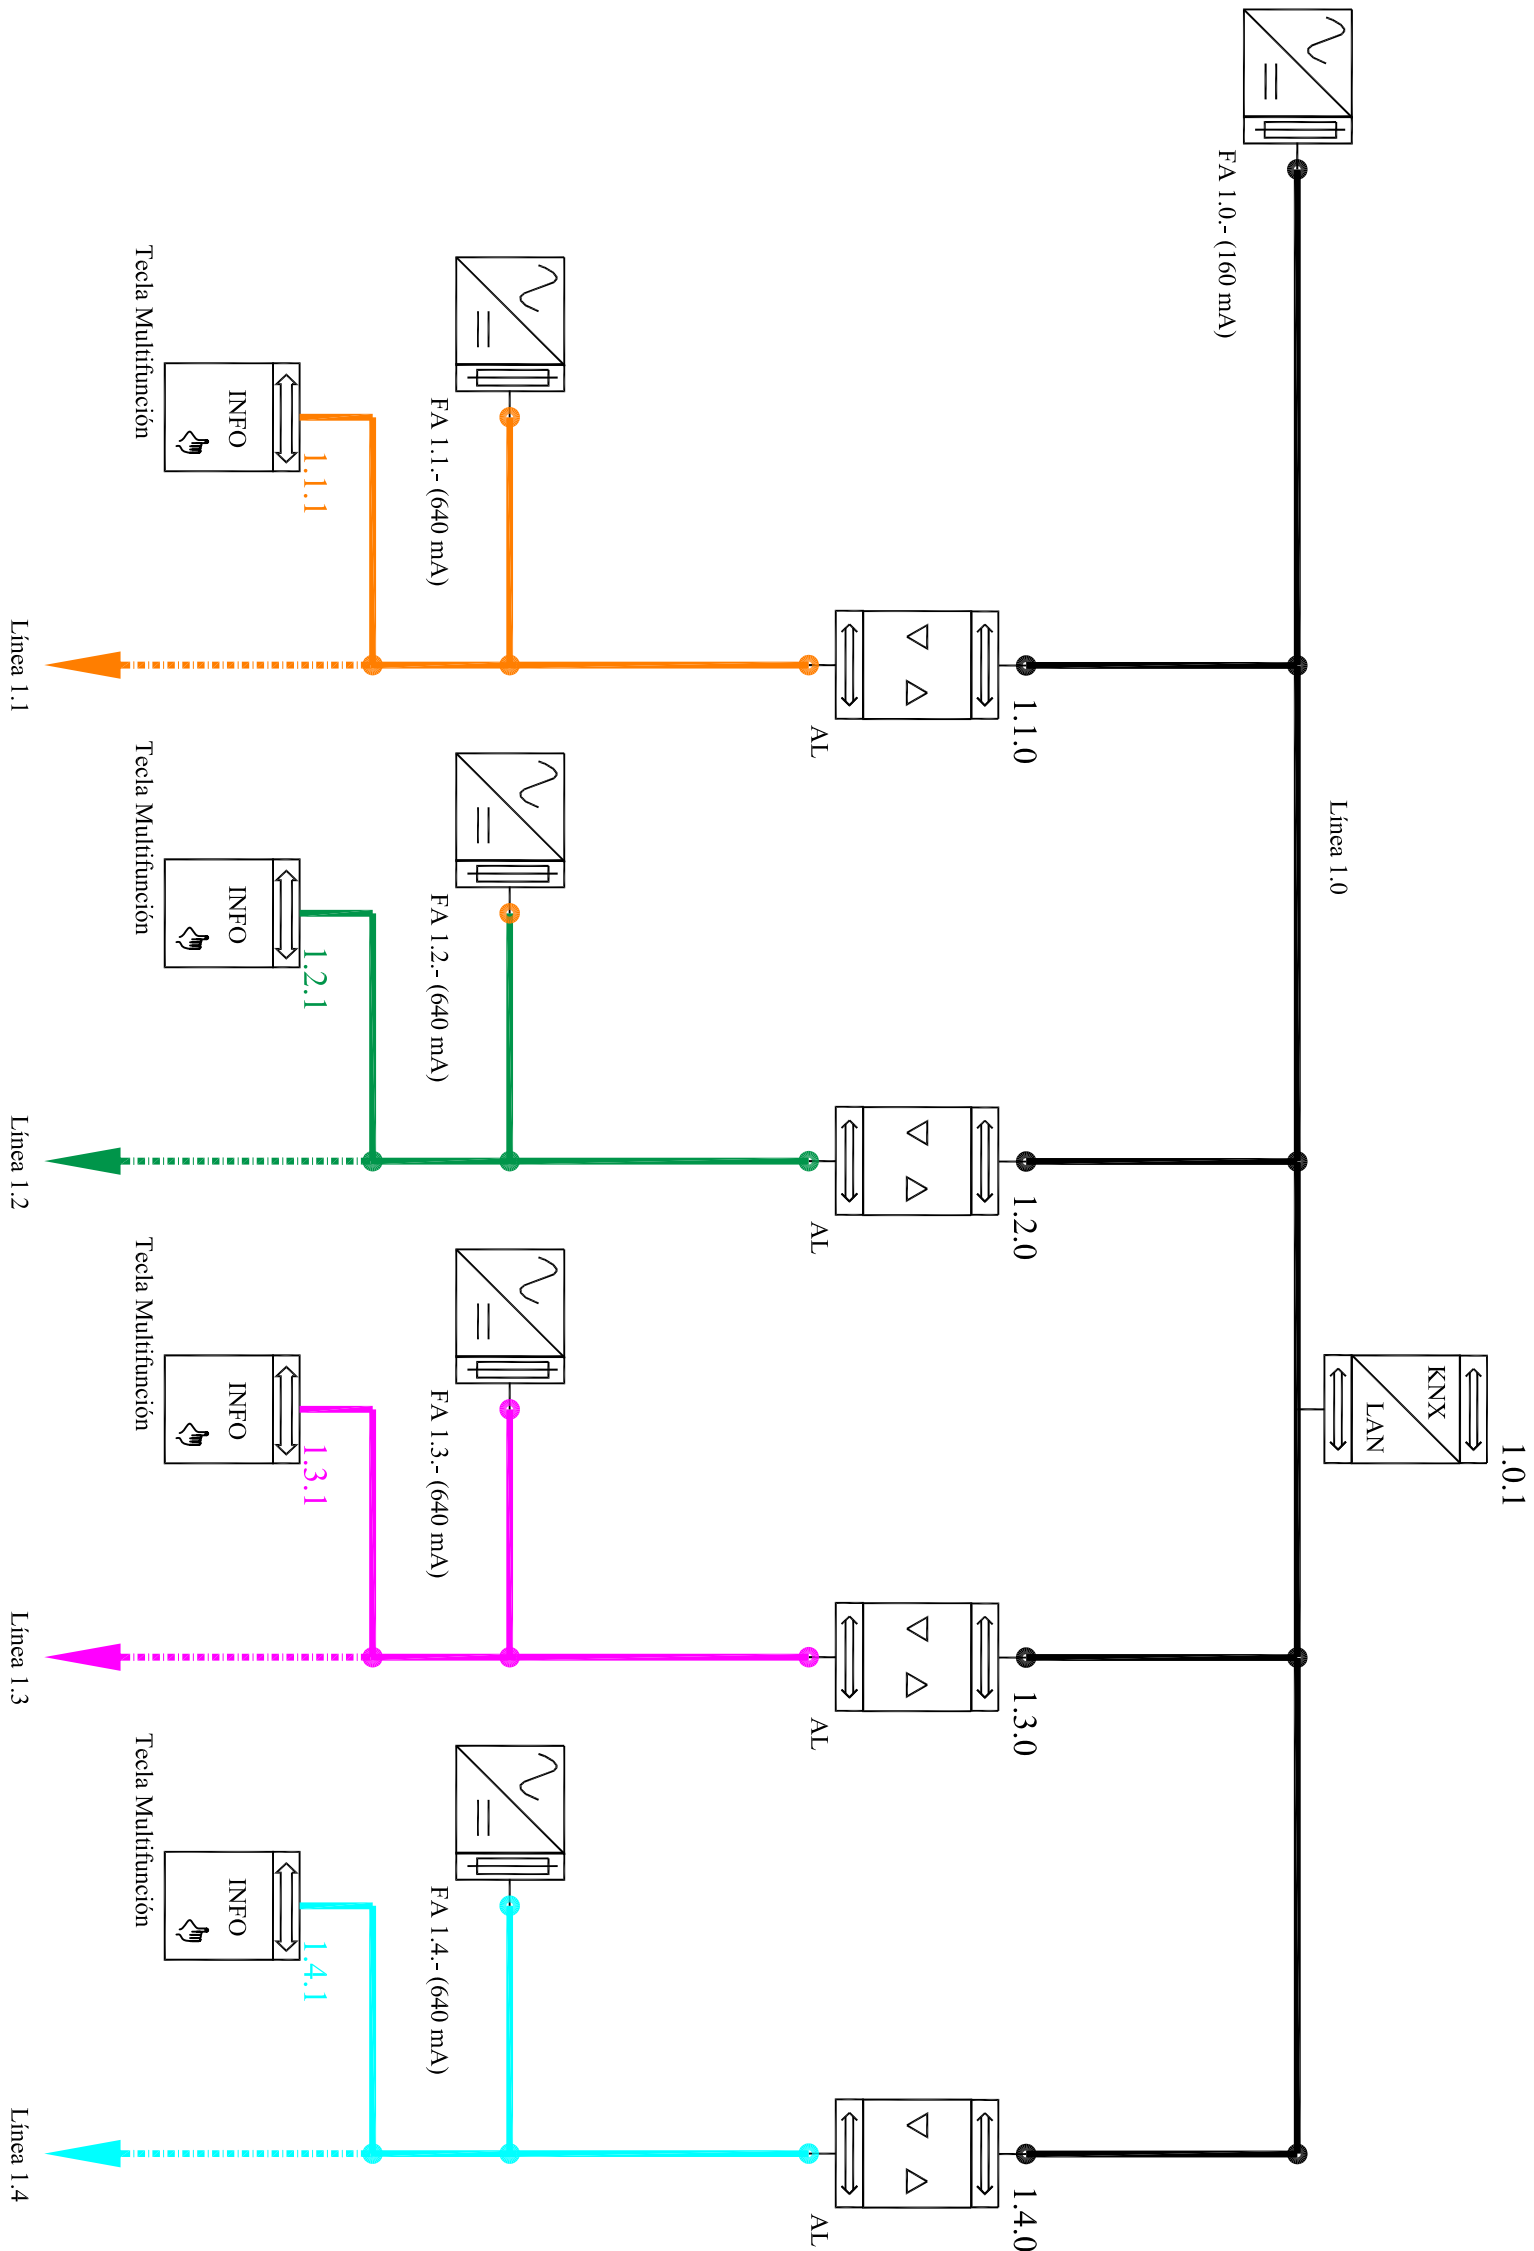 1.0.1
KNX
LAN
Línea 1.0
FA 1.0.- (160 mA)
1.1.0
1.2.0
1.3.0
1.4.0
AL
AL
AL
AL
FA 1.1.- (640 mA)
FA 1.2.- (640 mA)
FA 1.3.- (640 mA)
FA 1.4.- (640 mA)
1.1.1
1.2.1
1.3.1
1.4.1
INFO
INFO
INFO
INFO
Tecla Multifunción
Tecla Multifunción
Tecla Multifunción
Tecla Multifunción
Línea 1.1
Línea 1.2
Línea 1.3
Línea 1.4